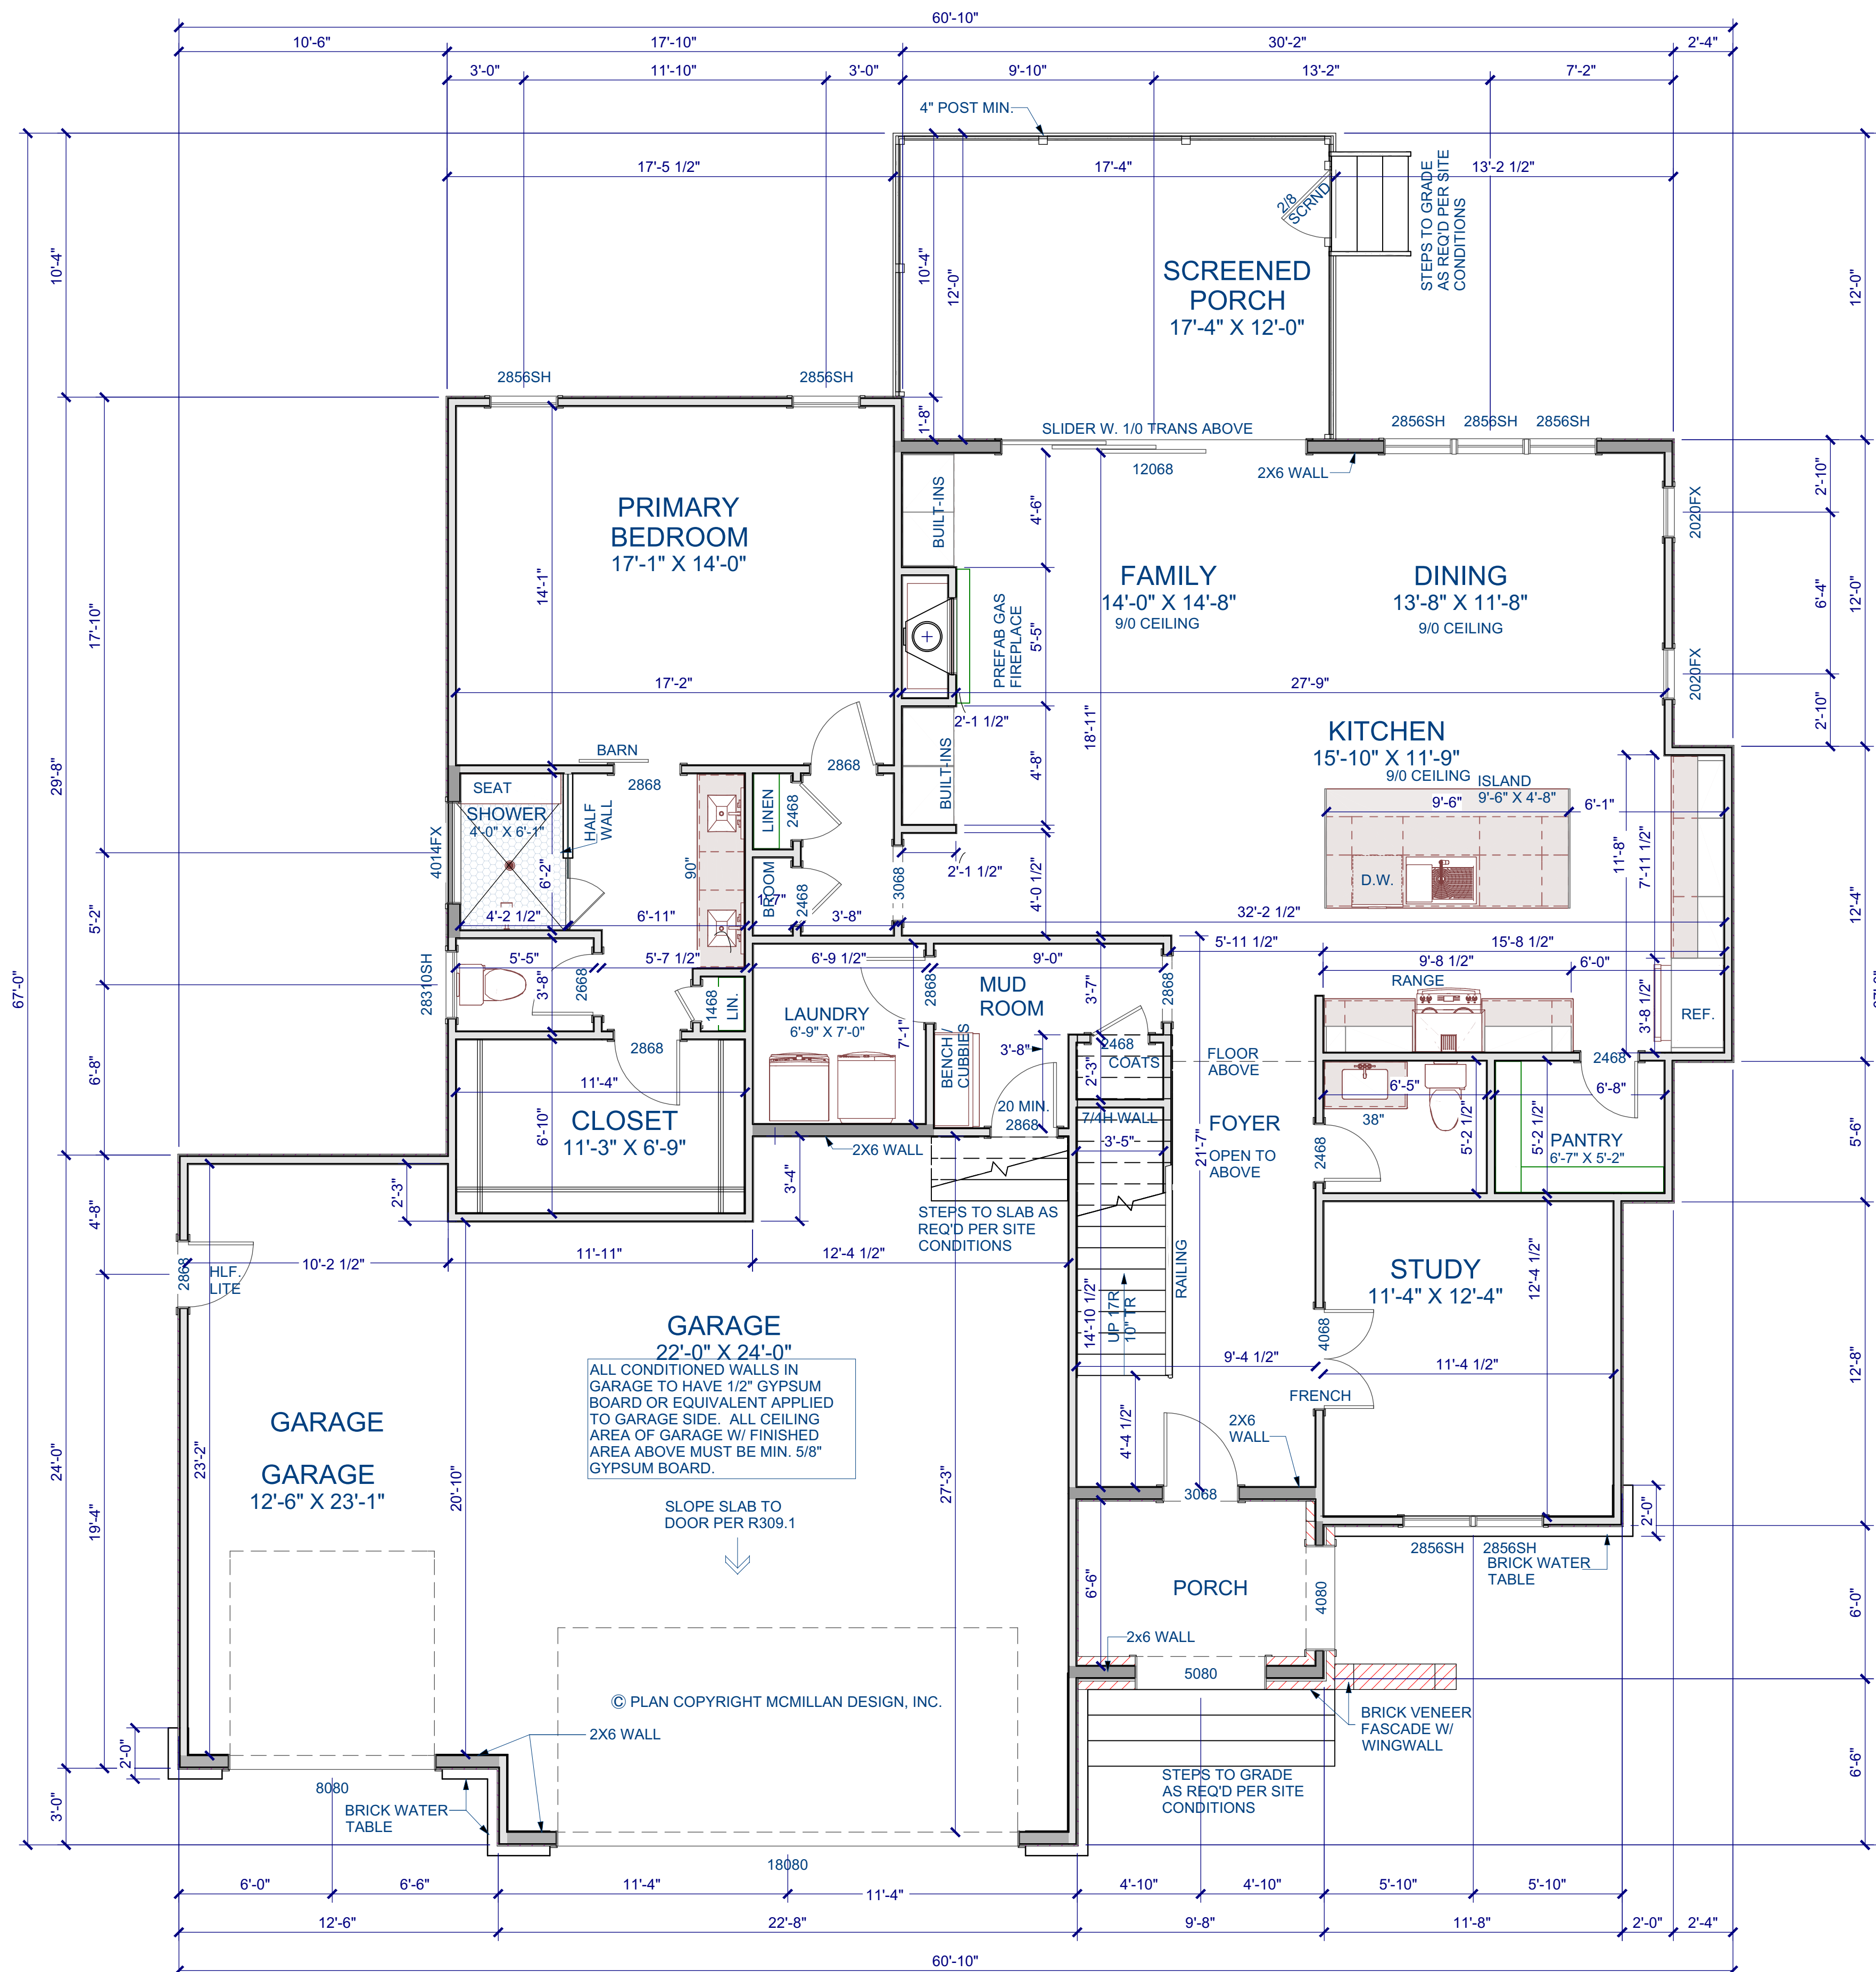 60'-10"
10'-6"
17'-10"
30'-2"
2'-4"
3'-0"
11'-10"
3'-0"
9'-10"
13'-2"
7'-2"
4" POST MIN.
17'-5 1/2"
17'-4"
13'-2 1/2"
2/8
SCRND
STEPS TO GRADE
AS REQ'D PER SITE
CONDITIONS
10'-4"
10'-4"
12'-0"
12'-0"
SCREENED
PORCH
17'-4" X 12'-0"
2856SH
2856SH
1'-8"
SLIDER W. 1/0 TRANS ABOVE
12068
2856SH
2856SH
2856SH
2X6 WALL
2'-10"
2020FX
6'-4"
12'-0"
2020FX
2'-10"
PRIMARY
BEDROOM
17'-1" X 14'-0"
14'-1"
17'-10"
BUILT-INS
4'-6"
FAMILY
14'-0" X 14'-8"
9/0 CEILING
DINING
13'-8" X 11'-8"
9/0 CEILING
PREFAB GAS
FIREPLACE
5'-5"
17'-2"
27'-9"
2'-1 1/2"
18'-11"
29'-8"
67'-0"
BARN
2868
2868
BUILT-INS
4'-8"
KITCHEN
15'-10" X 11'-9"
9/0 CEILING
ISLAND
9'-6" X 4'-8"
9'-6"
6'-1"
SEAT
SHOWER
4'-0" X 6'-1"
HALF
WALL
LINEN
2468
4014FX
6'-2"
90"
BROOM
1'-7"
2468
3'-8"
3068
2'-1 1/2"
4'-0 1/2"
D.W.
11'-8"
7'-11 1/2"
12'-4"
5'-2"
4'-2 1/2"
6'-11"
32'-2 1/2"
5'-11 1/2"
15'-8 1/2"
5'-5"
5'-7 1/2"
6'-9 1/2"
9'-0"
9'-8 1/2"
6'-0"
28310SH
3'-8"
2668
1468
LIN.
LAUNDRY
6'-9" X 7'-0"
2868
MUD
ROOM
3'-7"
2868
RANGE
3'-8 1/2"
REF.
7'-1"
BENCH /
CUBBIES
3'-8"
2468
COATS
2'-3"
FLOOR
ABOVE
2468
6'-8"
2868
11'-4"
CLOSET
11'-3" X 6'-9"
6'-10"
20 MIN.
2868
7/4H WALL
3'-5"
FOYER
OPEN TO
ABOVE
21'-7"
6'-5"
38"
5'-2 1/2"
2468
6'-8"
5'-2 1/2"
PANTRY
6'-7" X 5'-2"
5'-6"
2X6 WALL
3'-4"
2'-3"
4'-8"
STEPS TO SLAB AS
REQ'D PER SITE
CONDITIONS
10'-2 1/2"
11'-11"
12'-4 1/2"
2868
HLF.
LITE
RAILING
14'-10 1/2"
UP 17R
10" TR
STUDY
11'-4" X 12'-4"
12'-4 1/2"
4068
GARAGE
22'-0" X 24'-0"
ALL CONDITIONED WALLS IN
GARAGE TO HAVE 1/2" GYPSUM
BOARD OR EQUIVALENT APPLIED
TO GARAGE SIDE. ALL CEILING
AREA OF GARAGE W/ FINISHED
AREA ABOVE MUST BE MIN. 5/8"
GYPSUM BOARD.
9'-4 1/2"
11'-4 1/2"
12'-8"
FRENCH
4'-4 1/2"
2X6
WALL
GARAGE
GARAGE
12'-6" X 23'-1"
23'-2"
20'-10"
27'-3"
24'-0"
19'-4"
SLOPE SLAB TO
DOOR PER R309.1
3068
2'-0"
2856SH
2856SH
BRICK WATER
TABLE
PORCH
6'-6"
4080
6'-0"
2x6 WALL
5080
© PLAN COPYRIGHT MCMILLAN DESIGN, INC.
2X6 WALL
BRICK VENEER
FASCADE W/
WINGWALL
2'-0"
3'-0"
8080
BRICK WATER
TABLE
STEPS TO GRADE
AS REQ'D PER SITE
CONDITIONS
6'-6"
18080
6'-0"
6'-6"
11'-4"
11'-4"
4'-10"
4'-10"
5'-10"
5'-10"
12'-6"
22'-8"
9'-8"
11'-8"
2'-0"
2'-4"
60'-10"